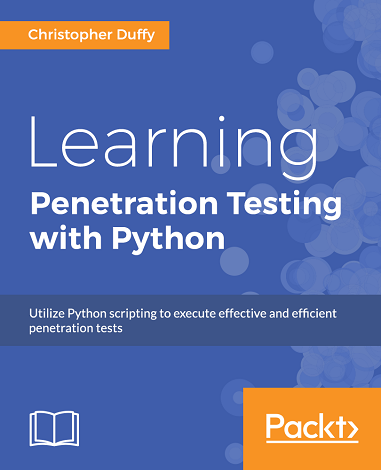 Christopher Duffy
Learning
Penetration Testing
with Python
Utilize Python scripting to execute effective and efficient
penetration tests
Packt>